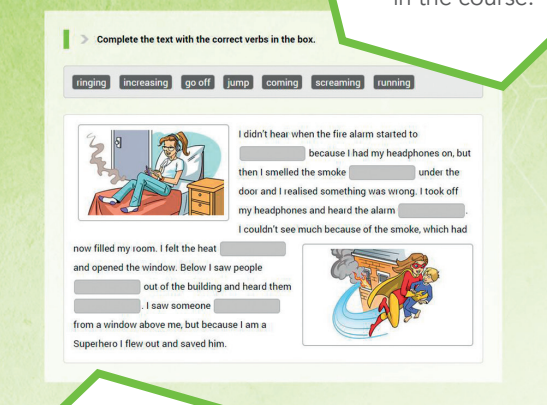 in the course.
Complete the text with the correct verbs in the box.
ringing increasing go off jump coming screaming running
I didn't hear when the fire alarm started to
because I had my headphones on, but
then I smelled the smoke under the
door and I realised something was wrong. I took off
my headphones and heard the alarm .
I couldn't see much because of the smoke, which had
now filled my room. I felt the heat
and opened the window. Below I saw people
out of the building and heard them
. I saw someone
from a window above me, but because I am a
Superhero I flew out and saved him.